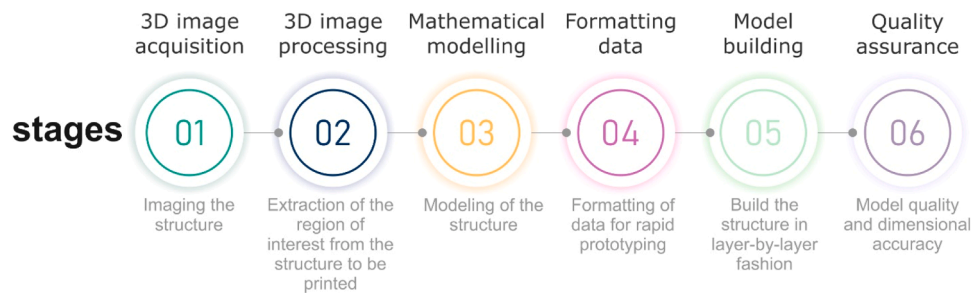 3D image
acquisition
3D image
processing
Mathematical
modelling
Formatting
data
Model
building
Quality
assurance
stages
01
02
03
04
05
06
Imaging the
structure
Extraction of the
region of
interest from the
structure to be
printed
Modeling of the
structure
Formatting of
data for rapid
prototyping
Build the
structure in
layer-by-layer
fashion
Model quality
and dimensional
accuracy